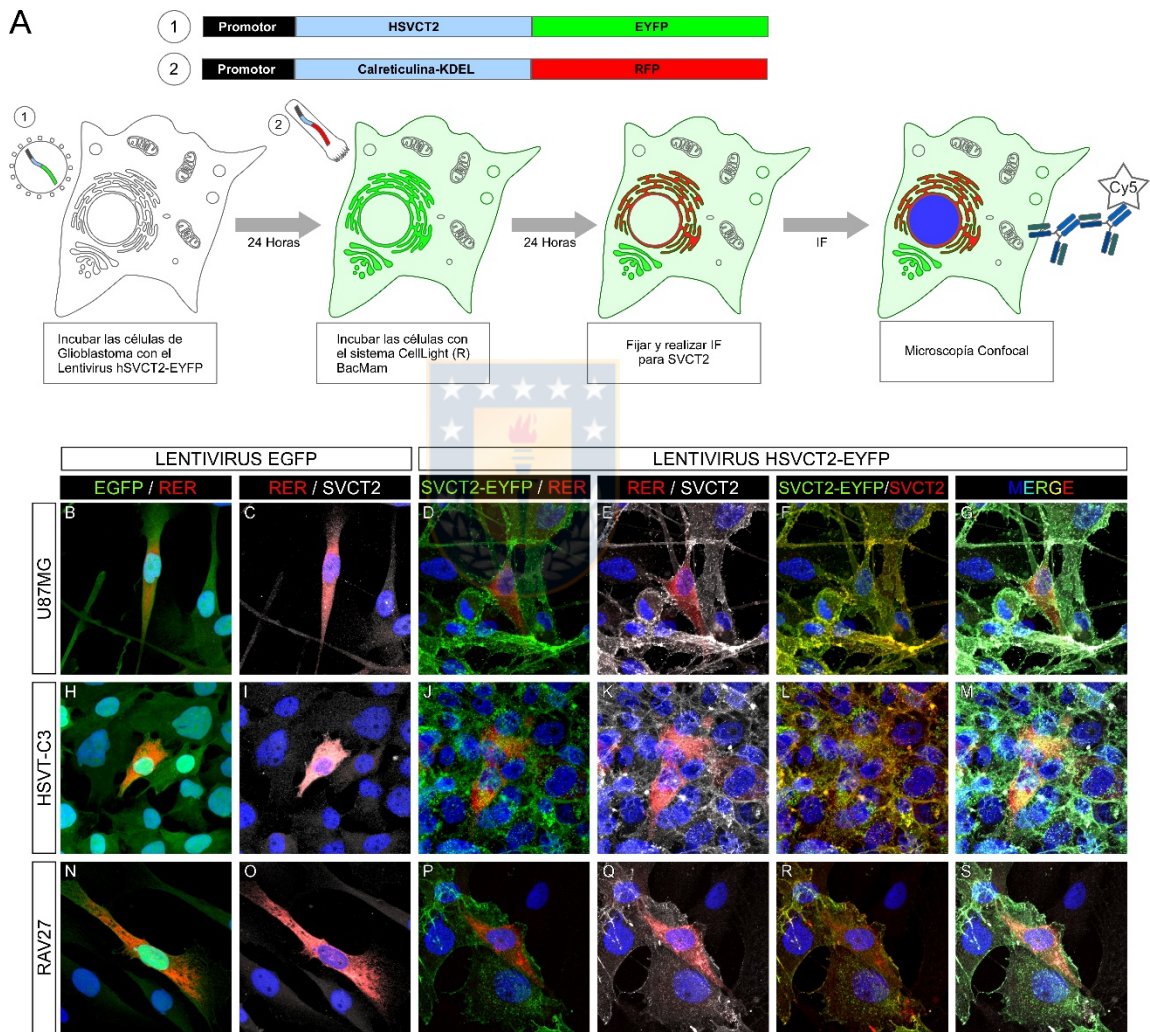 A
1 Promotor HSVCT2 EYFP
2 Promotor Calreticulina-KDEL RFP
1
2
Cy5
24 Horas
24 Horas
IF
Incubar las células de
Glioblastoma con el
Lentivirus hSVCT2-EYFP
Incubar las células con
el sistema CellLight (R)
BacMam
Fijar y realizar IF
para SVCT2
Microscopía Confocal
LENTIVIRUS EGFP
LENTIVIRUS HSVCT2-EYFP
EGFP / RER
RER / SVCT2
SVCT2-EYFP / RER
RER / SVCT2
SVCT2-EYFP/SVCT2
MERGE
U87MG
B C D E F G
HSVT-C3
H I J K L M
RAV27
N O P Q R S